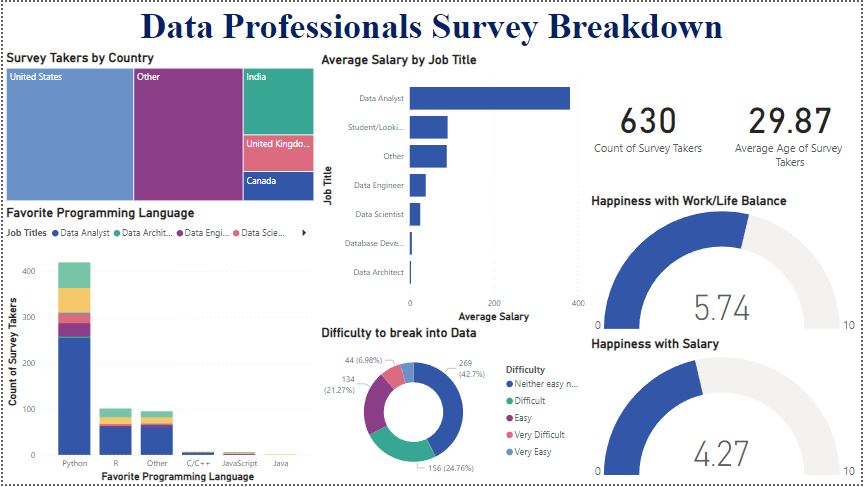 Data Professionals Survey Breakdown
Survey Takers by Country
United States
Other
India
United Kingdo...
Canada
Average Salary by Job Title
Job Title
Data Analyst
Student/Looki...
Other
Data Engineer
Data Scientist
Database Deve...
Data Architect
0
200
400
Average Salary
630
Count of Survey Takers
29.87
Average Age of Survey
Takers
Favorite Programming Language
Job Titles
Data Analyst
Data Archit...
Data Engi...
Data Scie...
Count of Survey Takers
400
300
200
100
0
Python
R
Other
C/C++
JavaScript
Java
Favorite Programming Language
Difficulty to break into Data
44 (6.98%)
269
(42.7%)
134
(21.27%)
156 (24.76%)
Difficulty
Neither easy n...
Difficult
Easy
Very Difficult
Very Easy
Happiness with Work/Life Balance
5.74
0
10
Happiness with Salary
4.27
0
10